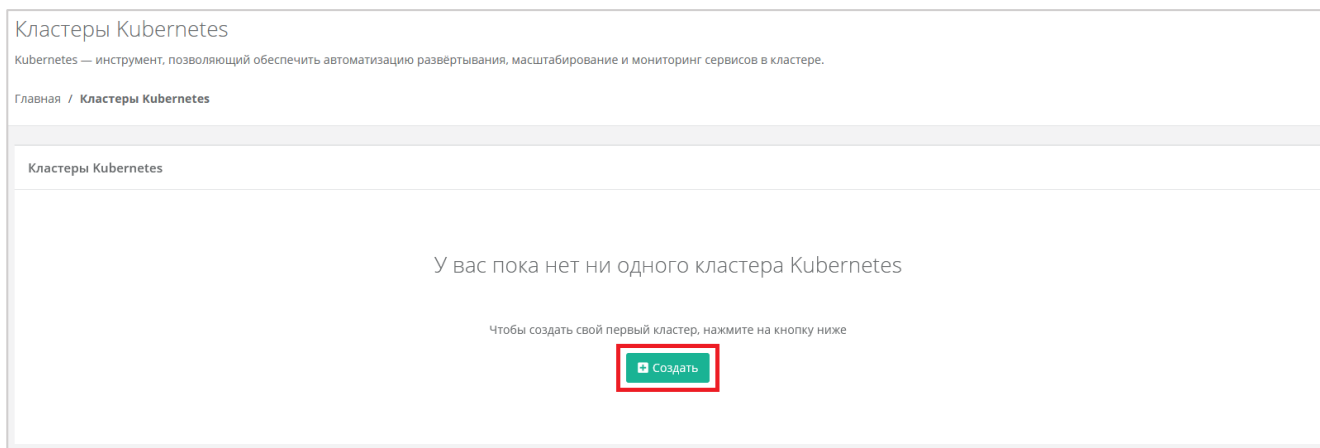 Кластеры Kubernetes
Kubernetes — инструмент, позволяющий обеспечить автоматизацию развёртывания, масштабирование и мониторинг сервисов в кластере.
Главная / Кластеры Kubernetes
Кластеры Kubernetes
У вас пока нет ни одного кластера Kubernetes
Чтобы создать свой первый кластер, нажмите на кнопку ниже
Создать